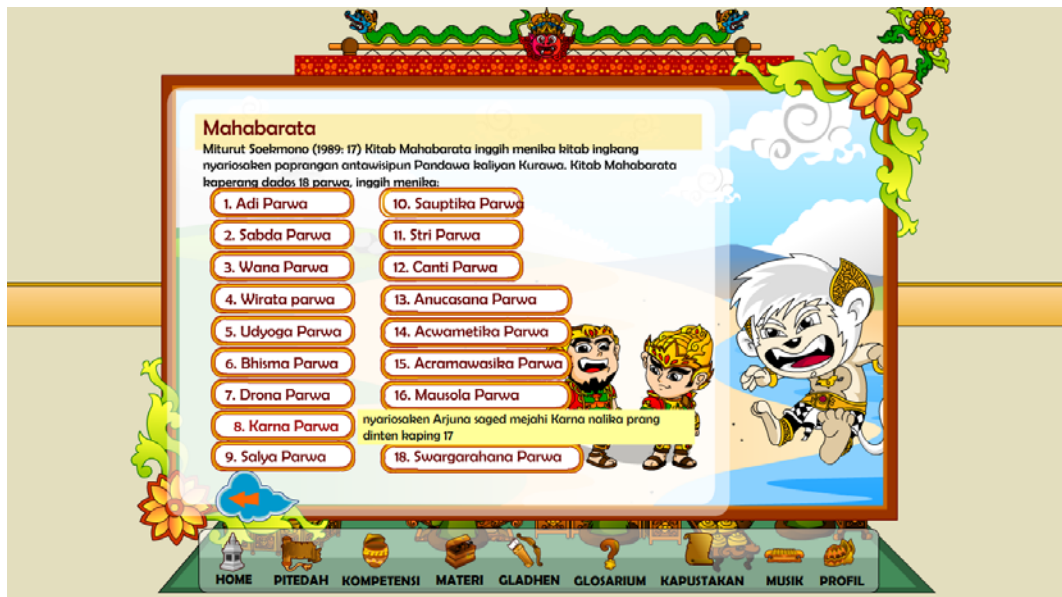 X
Mahabarata
Miturut Soekmono (1989: 17) Kitab Mahabarata inggih menika kitab ingkang
nyariosaken paprangan antawisipun Pandawa kaliyan Kurawa. Kitab Mahabarata
kaperang dados 18 parwa, inggih menika:
1. Adi Parwa
2. Sabda Parwa
3. Wana Parwa
4. Wirata parwa
5. Udyoga Parwa
6. Bhisma Parwa
7. Drona Parwa
8. Karna Parwa
9. Salya Parwa
10. Sauptika Parwa
11. Stri Parwa
12. Canti Parwa
13. Anucasana Parwa
14. Acwametika Parwa
15. Acramawasika Parwa
16. Mausola Parwa
nyariosaken Arjuna saged mejahi Karna nalika prang
dinten kaping 17
18. Swargarahana Parwa
HOME
PITEDAH
KOMPETENSI
MATERI
GLADHEN
GLOSARIUM
KAPUSTAKAN
MUSIK
PROFIL